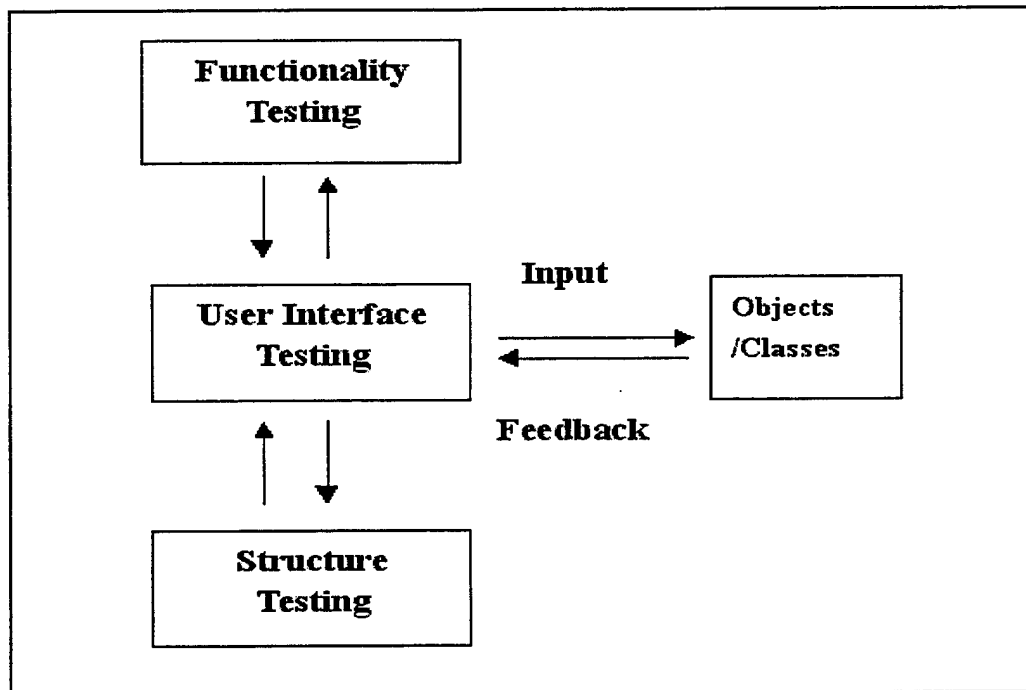 Functionality
Testing
Input
User Interface
Testing
Objects
/Classes
Feedback
Structure
Testing